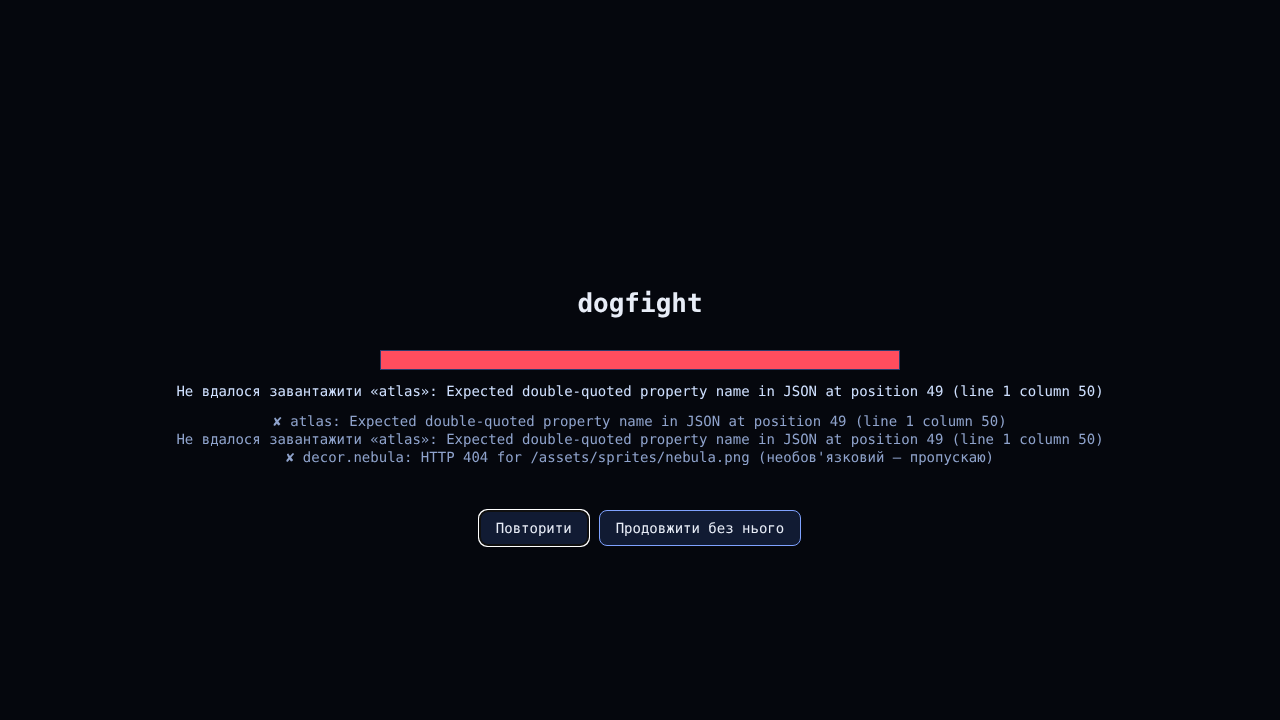 dogfight
Не вдалося завантажити «atlas»: Expected double-quoted property name in JSON at position 49 (line 1 column 50)
✘ atlas: Expected double-quoted property name in JSON at position 49 (line 1 column 50)
Не вдалося завантажити «atlas»: Expected double-quoted property name in JSON at position 49 (line 1 column 50)
✘ decor.nebula: HTTP 404 for /assets/sprites/nebula.png (необов'язковий — пропускаю)
Повторити
Продовжити без нього